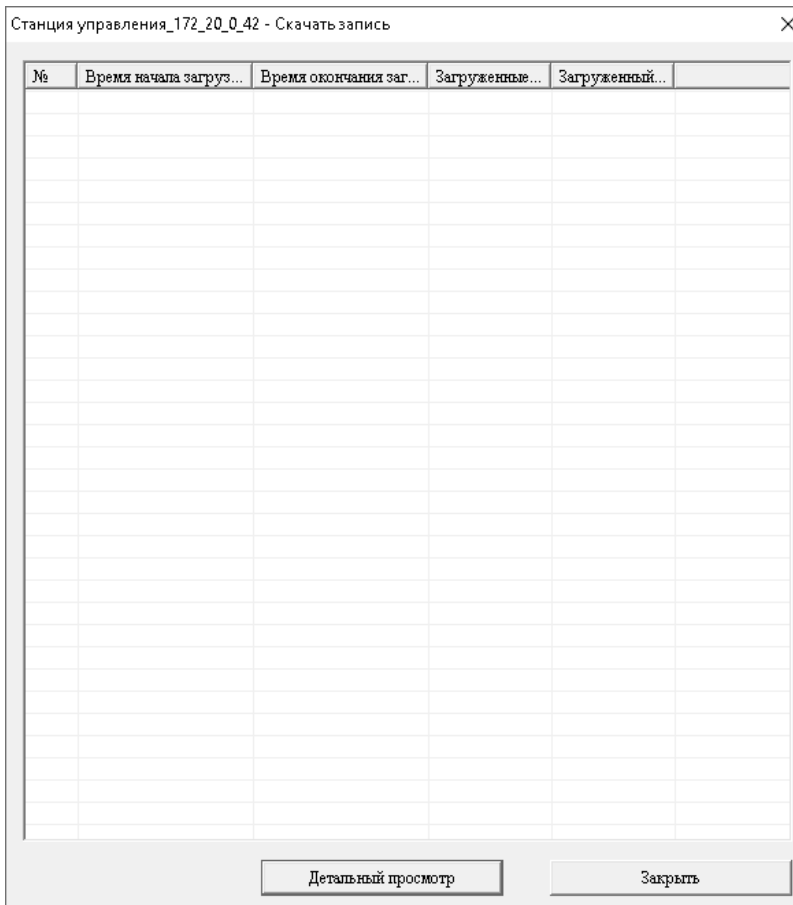 Станция управления_172_20_0_42 - Скачать запись
№ Время начала загруз... Время окончания заг... Загруженные... Загруженный...
Детальный просмотр Закрыть